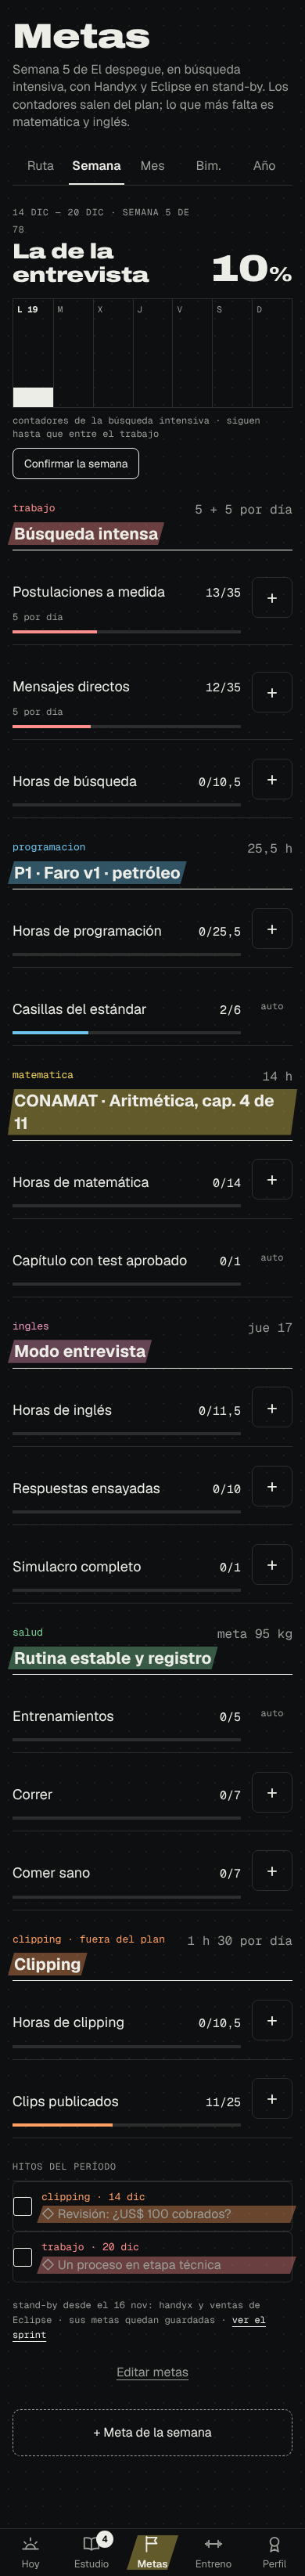 Metas
Semana 5 de El despegue, en búsqueda
intensiva, con Handyx y Eclipse en stand-by. Los
contadores salen del plan; lo que más falta es
matemática y inglés.
Ruta Semana Mes Bim. Año
14 DIC — 20 DIC · SEMANA 5 DE
78
La de la
entrevista
10%
L 19 M X J V S D
contadores de la búsqueda intensiva · siguen
hasta que entre el trabajo
Confirmar la semana
trabajo 5 + 5 por día
Búsqueda intensa
Postulaciones a medida 13/35 +
5 por día
Mensajes directos 12/35 +
5 por día
Horas de búsqueda 0/10,5 +
programacion 25,5 h
P1 · Faro v1 · petróleo
Horas de programación 0/25,5 +
Casillas del estándar 2/6 auto
matematica 14 h
CONAMAT · Aritmética, cap. 4 de
11
Horas de matemática 0/14 +
Capítulo con test aprobado 0/1 auto
ingles jue 17
Modo entrevista
Horas de inglés 0/11,5 +
Respuestas ensayadas 0/10 +
Simulacro completo 0/1 +
salud meta 95 kg
Rutina estable y registro
Entrenamientos 0/5 auto
Correr 0/7 +
Comer sano 0/7 +
clipping · fuera del plan 1 h 30 por día
Clipping
Horas de clipping 0/10,5 +
Clips publicados 11/25 +
HITOS DEL PERÍODO
clipping · 14 dic
◇ Revisión: ¿US$ 100 cobrados?
trabajo · 20 dic
◇ Un proceso en etapa técnica
stand-by desde el 16 nov: handyx y ventas de
Eclipse · sus metas quedan guardadas · ver el
sprint
Editar metas
+ Meta de la semana
4
Hoy Estudio Metas Entreno Perfil